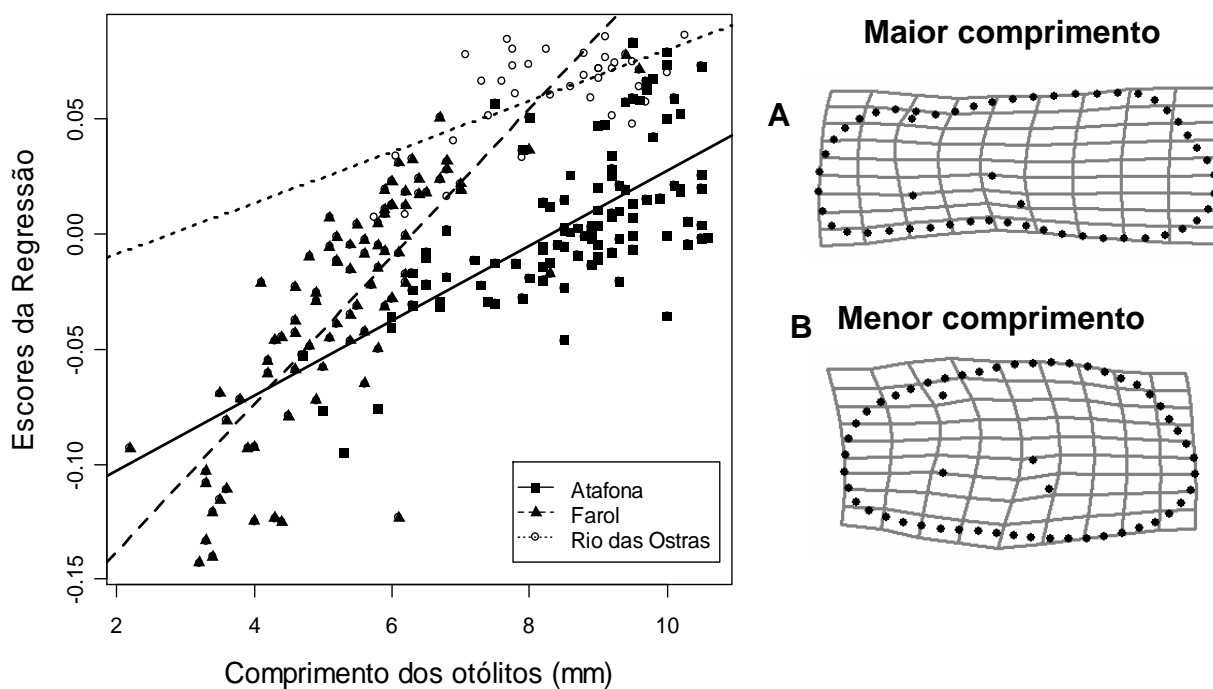 Escores da Regressão
0.05
0.00
-0.05
-0.10
-0.15
2
4
6
8
10
Comprimento dos otólitos (mm)
Atafona
Farol
Rio das Ostras
Maior comprimento
A
B
Menor comprimento